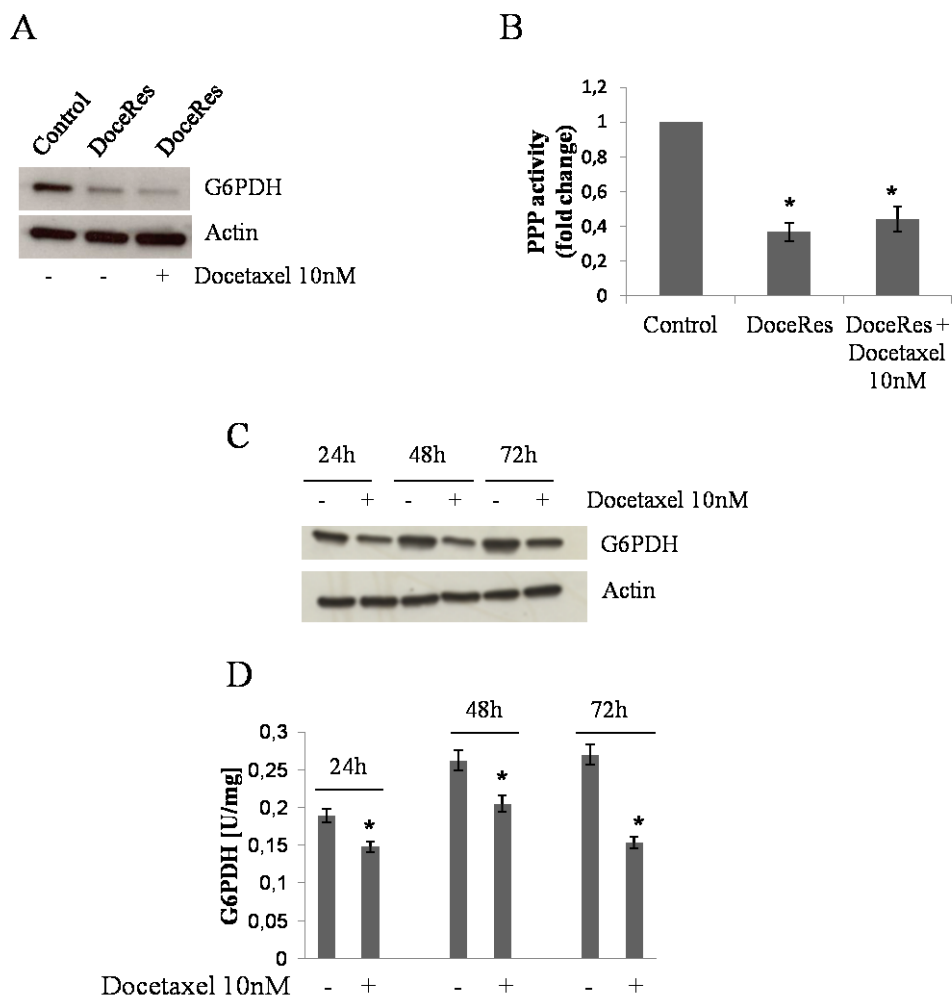 A
Control
DoceRes
DoceRes
G6PDH
Actin
- - + Docetaxel 10nM
B
PPP activity
(fold change)
1,2
1
0,8
0,6
0,4
0,2
0
*
*
Control DoceRes DoceRes +
Docetaxel
10nM
C
24h 48h 72h
- + - + - + Docetaxel 10nM
G6PDH
Actin
D
G6PDH [U/mg]
0,3
0,25
0,2
0,15
0,1
0,05
0
24h
48h
72h
*
*
*
Docetaxel 10nM - + - + - +